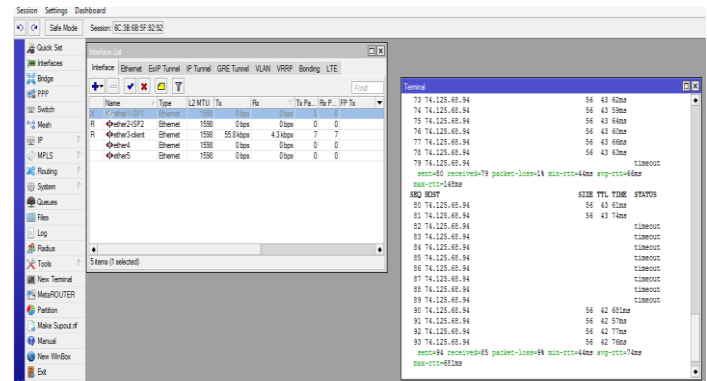 Session Settings Dashboard
Safe Mode Session: 6C:3B:6B:5F:92:92
Quick Set
Interfaces
Bridge
PPP
Switch
Mesh
IP
MPLS
Routing
System
Queues
Files
Log
Radius
Tools
New Terminal
MetaROUTER
Partition
Make Supout.rif
Manual
New WinBox
Exit
Interface List
Interface Ethernet EoIP Tunnel IP Tunnel GRE Tunnel VLAN VRRP Bonding LTE
Find
Name / Type L2 MTU Tx Rx Tx Pa... Rx P... FP Tx
X ether1-ISP1 Ethernet 1598 0 bps 0 bps 0 0
R ether2-ISP2 Ethernet 1598 0 bps 0 bps 0 0
R ether3-client Ethernet 1598 55.8 kbps 4.3 kbps 7 7
ether4 Ethernet 1598 0 bps 0 bps 0 0
ether5 Ethernet 1598 0 bps 0 bps 0 0
5 items (1 selected)
Terminal
73 74.125.68.94 56 43 62ms
74 74.125.68.94 56 43 59ms
75 74.125.68.94 56 43 64ms
76 74.125.68.94 56 43 60ms
77 74.125.68.94 56 43 66ms
78 74.125.68.94 56 43 63ms
79 74.125.68.94 timeout
sent=80 received=79 packet-loss=1% min-rtt=44ms avg-rtt=66ms
max-rtt=148ms
SEQ HOST SIZE TTL TIME STATUS
80 74.125.68.94 56 43 61ms
81 74.125.68.94 56 43 74ms
82 74.125.68.94 timeout
83 74.125.68.94 timeout
84 74.125.68.94 timeout
85 74.125.68.94 timeout
86 74.125.68.94 timeout
87 74.125.68.94 timeout
88 74.125.68.94 timeout
89 74.125.68.94 timeout
90 74.125.68.94 56 42 681ms
91 74.125.68.94 56 42 57ms
92 74.125.68.94 56 42 77ms
93 74.125.68.94 56 42 76ms
sent=94 received=85 packet-loss=9% min-rtt=44ms avg-rtt=74ms
max-rtt=681ms